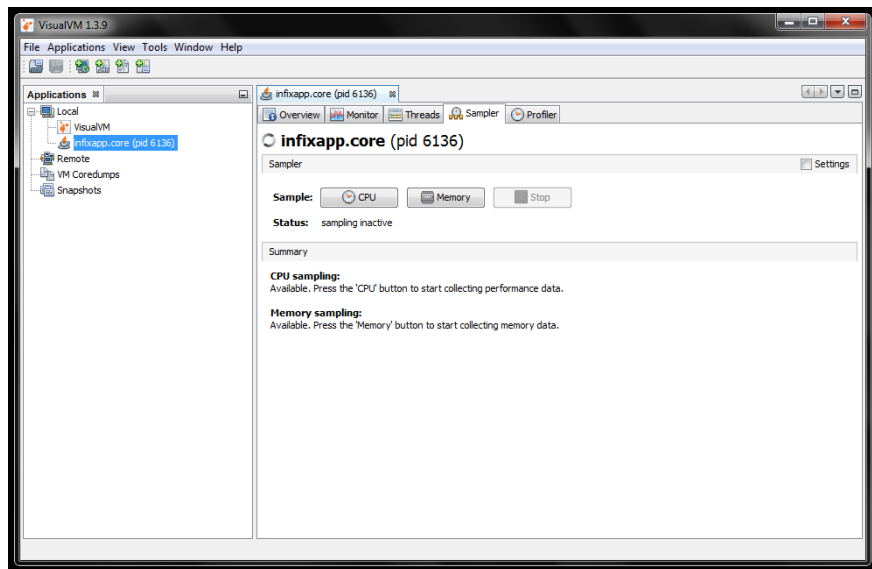 VisualVM 1.3.9
File Applications View Tools Window Help
Applications
Local
VisualVM
infixapp.core (pid 6136)
Remote
VM Coredumps
Snapshots
infixapp.core (pid 6136)
Overview Monitor Threads Sampler Profiler
infixapp.core (pid 6136)
Sampler Settings
Sample: CPU Memory Stop
Status: sampling inactive
Summary
CPU sampling:
Available. Press the 'CPU' button to start collecting performance data.
Memory sampling:
Available. Press the 'Memory' button to start collecting memory data.